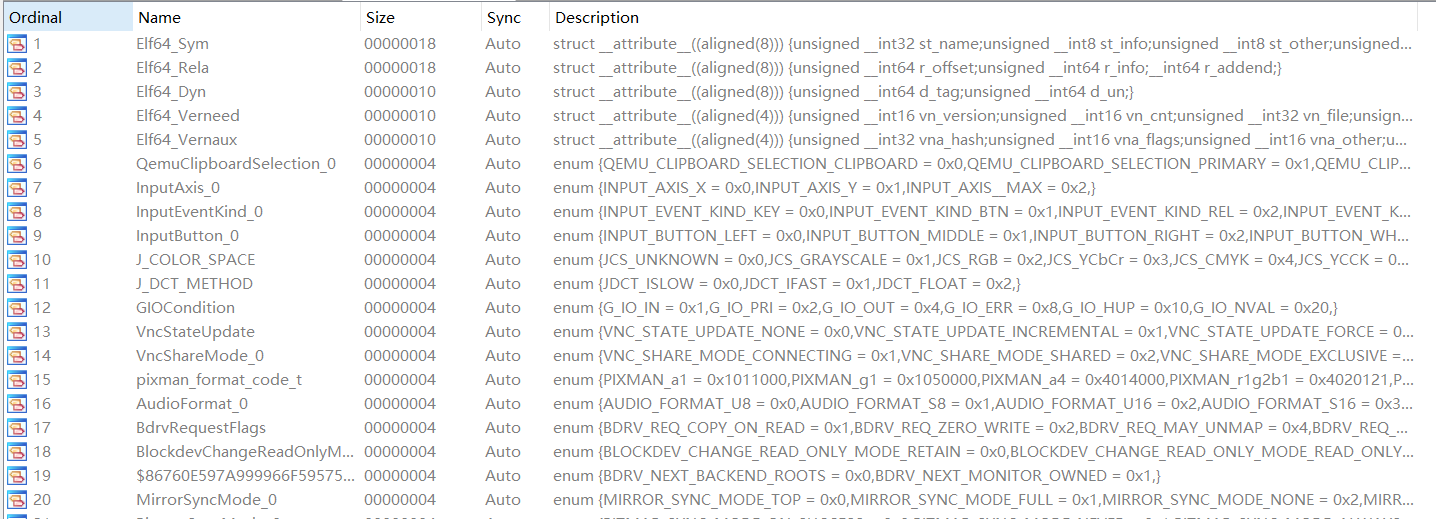 Ordinal Name Size Sync Description
1 Elf64_Sym 00000018 Auto struct __attribute__((aligned(8))) {unsigned __int32 st_name;unsigned __int8 st_info;unsigned __int8 st_other;unsigned...
2 Elf64_Rela 00000018 Auto struct __attribute__((aligned(8))) {unsigned __int64 r_offset;unsigned __int64 r_info;__int64 r_addend;}
3 Elf64_Dyn 00000010 Auto struct __attribute__((aligned(8))) {unsigned __int64 d_tag;unsigned __int64 d_un;}
4 Elf64_Verneed 00000010 Auto struct __attribute__((aligned(4))) {unsigned __int16 vn_version;unsigned __int16 vn_cnt;unsigned __int32 vn_file;unsign...
5 Elf64_Vernaux 00000010 Auto struct __attribute__((aligned(4))) {unsigned __int32 vna_hash;unsigned __int16 vna_flags;unsigned __int16 vna_other;u...
6 QemuClipboardSelection_0 00000004 Auto enum {QEMU_CLIPBOARD_SELECTION_CLIPBOARD = 0x0,QEMU_CLIPBOARD_SELECTION_PRIMARY = 0x1,QEMU_CLIP...
7 InputAxis_0 00000004 Auto enum {INPUT_AXIS_X = 0x0,INPUT_AXIS_Y = 0x1,INPUT_AXIS__MAX = 0x2,}
8 InputEventKind_0 00000004 Auto enum {INPUT_EVENT_KIND_KEY = 0x0,INPUT_EVENT_KIND_BTN = 0x1,INPUT_EVENT_KIND_REL = 0x2,INPUT_EVENT_K...
9 InputButton_0 00000004 Auto enum {INPUT_BUTTON_LEFT = 0x0,INPUT_BUTTON_MIDDLE = 0x1,INPUT_BUTTON_RIGHT = 0x2,INPUT_BUTTON_WH...
10 J_COLOR_SPACE 00000004 Auto enum {JCS_UNKNOWN = 0x0,JCS_GRAYSCALE = 0x1,JCS_RGB = 0x2,JCS_YCbCr = 0x3,JCS_CMYK = 0x4,JCS_YCCK = 0...
11 J_DCT_METHOD 00000004 Auto enum {JDCT_ISLOW = 0x0,JDCT_IFAST = 0x1,JDCT_FLOAT = 0x2,}
12 GIOCondition 00000004 Auto enum {G_IO_IN = 0x1,G_IO_PRI = 0x2,G_IO_OUT = 0x4,G_IO_ERR = 0x8,G_IO_HUP = 0x10,G_IO_NVAL = 0x20,}
13 VncStateUpdate 00000004 Auto enum {VNC_STATE_UPDATE_NONE = 0x0,VNC_STATE_UPDATE_INCREMENTAL = 0x1,VNC_STATE_UPDATE_FORCE = 0...
14 VncShareMode_0 00000004 Auto enum {VNC_SHARE_MODE_CONNECTING = 0x1,VNC_SHARE_MODE_SHARED = 0x2,VNC_SHARE_MODE_EXCLUSIVE =...
15 pixman_format_code_t 00000004 Auto enum {PIXMAN_a1 = 0x1011000,PIXMAN_g1 = 0x1050000,PIXMAN_a4 = 0x4014000,PIXMAN_r1g2b1 = 0x4020121,P...
16 AudioFormat_0 00000004 Auto enum {AUDIO_FORMAT_U8 = 0x0,AUDIO_FORMAT_S8 = 0x1,AUDIO_FORMAT_U16 = 0x2,AUDIO_FORMAT_S16 = 0x3...
17 BdrvRequestFlags 00000004 Auto enum {BDRV_REQ_COPY_ON_READ = 0x1,BDRV_REQ_ZERO_WRITE = 0x2,BDRV_REQ_MAY_UNMAP = 0x4,BDRV_REQ_...
18 BlockdevChangeReadOnlyM... 00000004 Auto enum {BLOCKDEV_CHANGE_READ_ONLY_MODE_RETAIN = 0x0,BLOCKDEV_CHANGE_READ_ONLY_MODE_READ_ONLY...
19 $86760E597A999966F59575... 00000004 Auto enum {BDRV_NEXT_BACKEND_ROOTS = 0x0,BDRV_NEXT_MONITOR_OWNED = 0x1,}
20 MirrorSyncMode_0 00000004 Auto enum {MIRROR_SYNC_MODE_TOP = 0x0,MIRROR_SYNC_MODE_FULL = 0x1,MIRROR_SYNC_MODE_NONE = 0x2,MIRR...